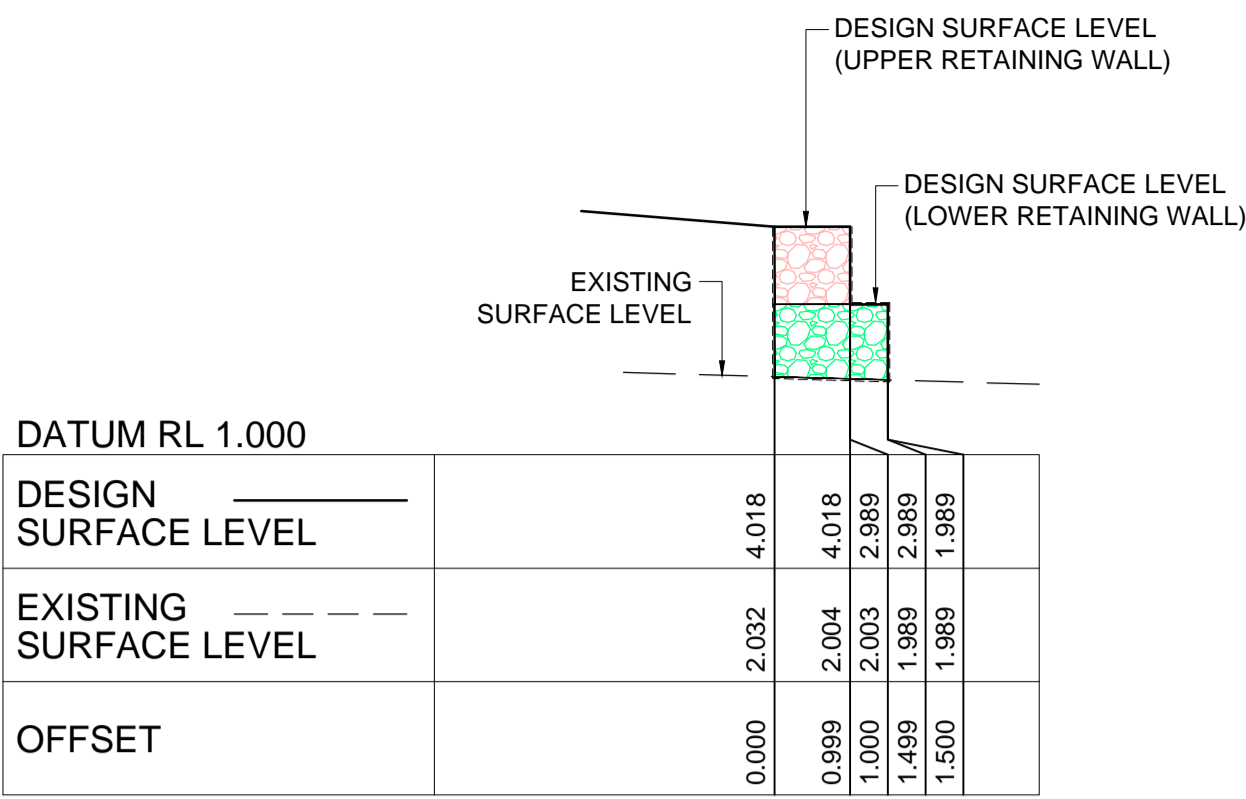 DESIGN SURFACE LEVEL
(UPPER RETAINING WALL)
DESIGN SURFACE LEVEL
(LOWER RETAINING WALL)
EXISTING
SURFACE LEVEL
DATUM RL 1.000
DESIGN
SURFACE LEVEL
4.018
4.018
2.989
2.989
1.989
EXISTING
SURFACE LEVEL
2.032
2.004
2.003
1.989
1.989
OFFSET
0.000
0.999
1.000
1.499
1.500